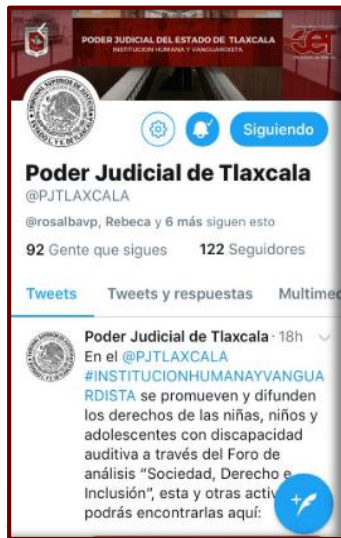 PODER JUDICIAL DEL ESTADO DE TLAXCALA
INSTITUCIÓN HUMANA Y VANGUARDISTA
Siguiendo
Poder Judicial de Tlaxcala
@PJTLAXCALA
@rosalbavp, Rebeca y 6 más siguen esto
92 Gente que sigues 122 Seguidores
Tweets Tweets y respuestas Multimed
Poder Judicial de Tlaxcala · 18h
En el @PJTLAXCALA
#INSTITUCIONHUMANAYVANGUA
RDISTA se promueven y difunden
los derechos de las niñas, niños y
adolescentes con discapacidad
auditiva a través del Foro de
análisis "Sociedad, Derecho e
Inclusión", esta y otras activ
podrás encontrarlas aquí: